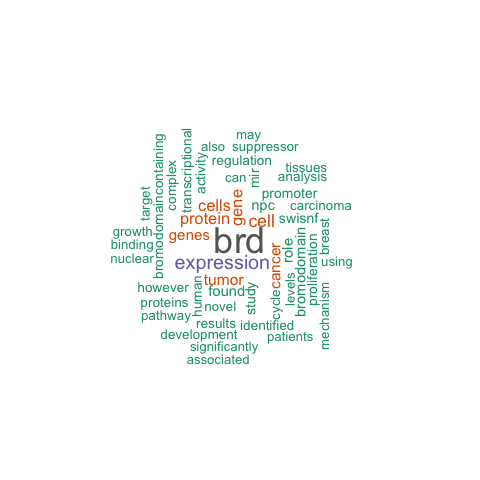 may
also suppressor
regulation
tissues
can
mir
analysis
transcriptional
activity
complex
bromodomaincontaining
target
promoter
cells
gene
npc
carcinoma
protein
cell
swisnf
growth
genes
brd
binding
nuclear
expression
cancer
role
bromodomain
breast
using
tumor
levels
proliferation
however
human
found
study
cycle
mechanism
proteins
novel
pathway
results
identified
development
patients
significantly
associated